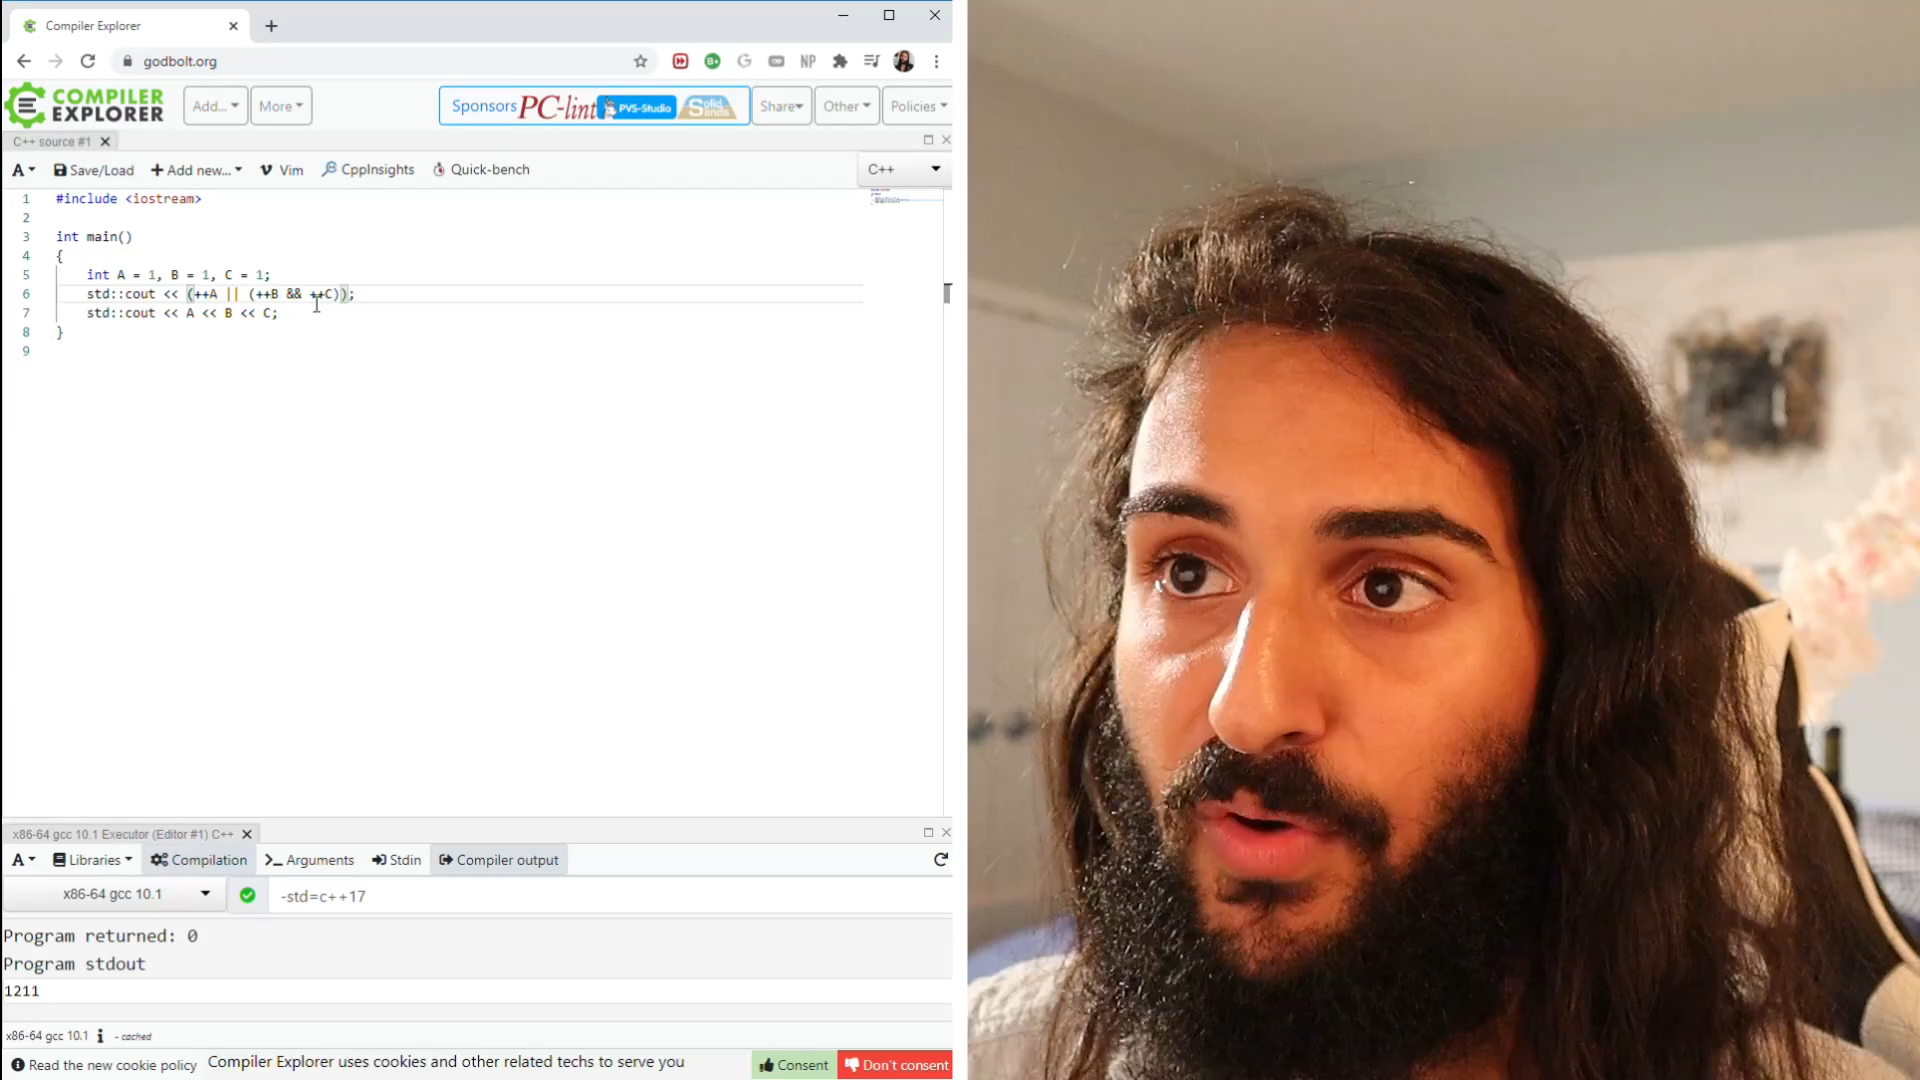 Compiler Explorer
godbolt.org
COMPILER EXPLORER
Add...
More
Sponsors PC-lint PVS-Studio Solid Sands
Share
Other
Policies
C++ source #1
A
Save/Load
Add new...
Vim
CppInsights
Quick-bench
C++
1 #include <iostream>
2
3 int main()
4 {
5 int A = 1, B = 1, C = 1;
6 std::cout << (++A || (++B && ++C));
7 std::cout << A << B << C;
8 }
9
x86-64 gcc 10.1 Executor (Editor #1) C++
A
Libraries
Compilation
Arguments
Stdin
Compiler output
x86-64 gcc 10.1
-std=c++17
Program returned: 0
Program stdout
1211
x86-64 gcc 10.1 i - cached
Read the new cookie policy
Compiler Explorer uses cookies and other related techs to serve you
Consent
Don't consent